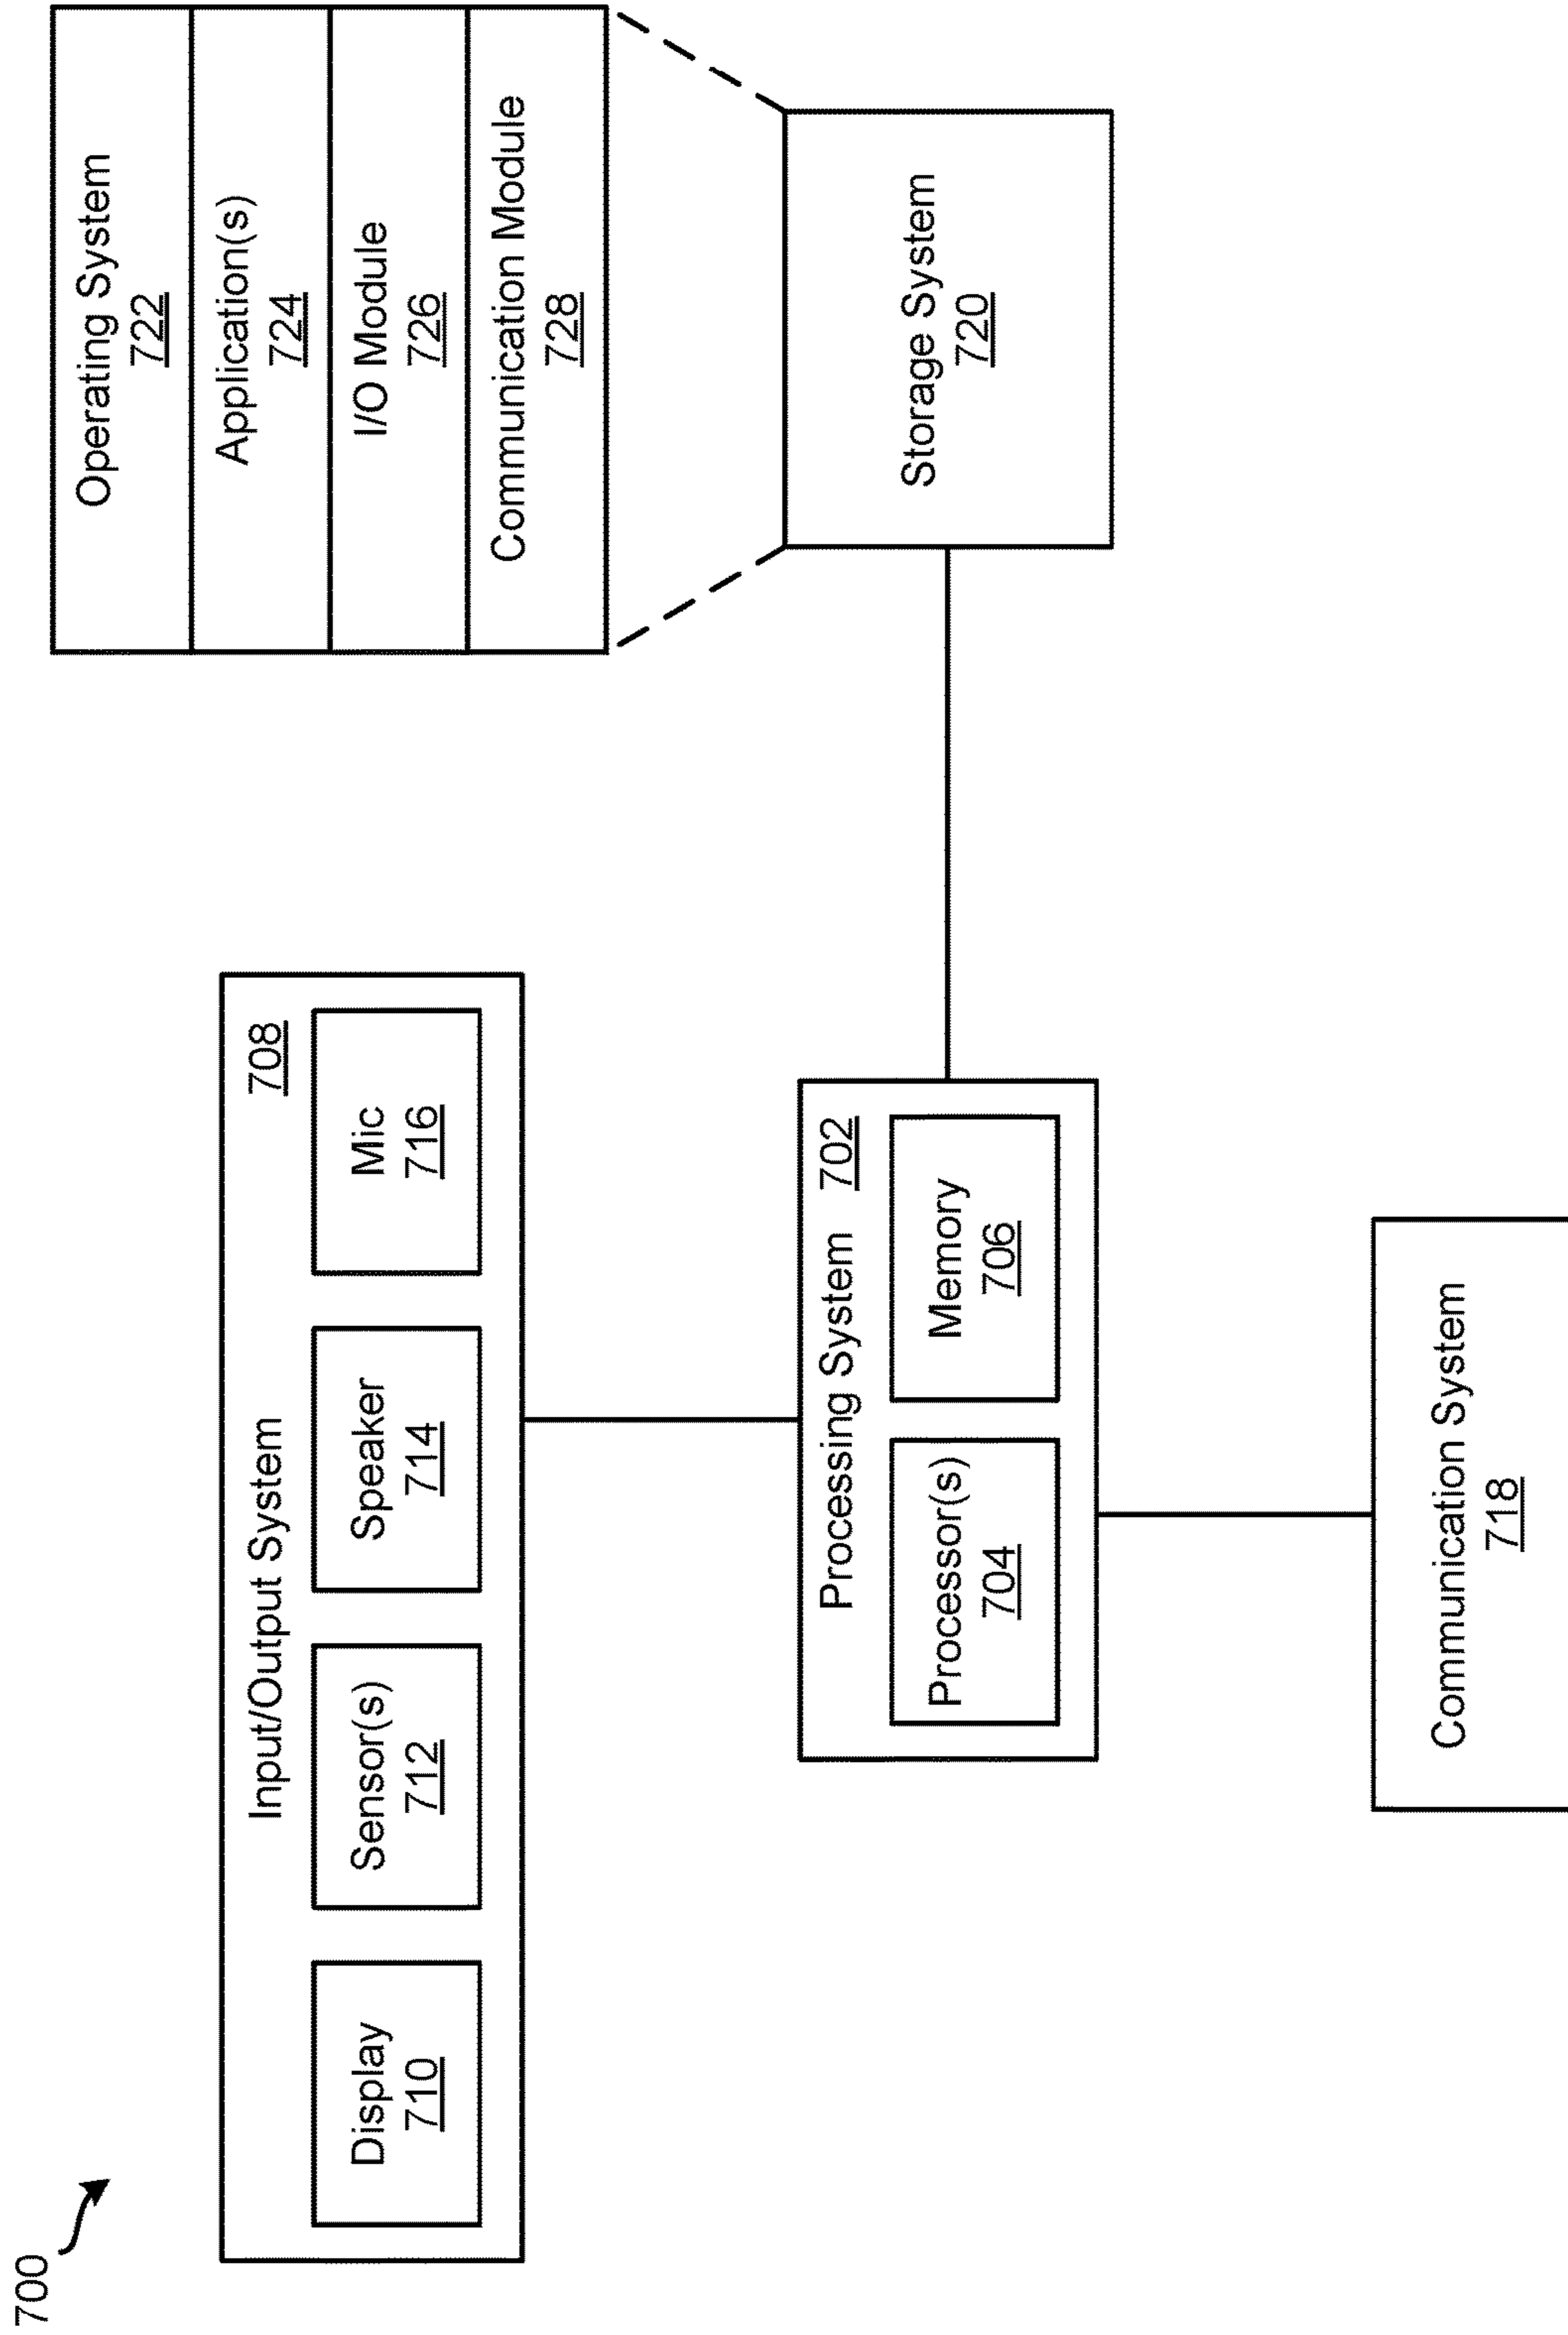 700
Input/Output System
708
Display
710
Sensor(s)
712
Speaker
714
Mic
716
Operating System
722
Application(s)
724
I/O Module
726
Communication Module
728
Processing System
702
Processor(s)
704
Memory
706
Storage System
720
Communication System
718